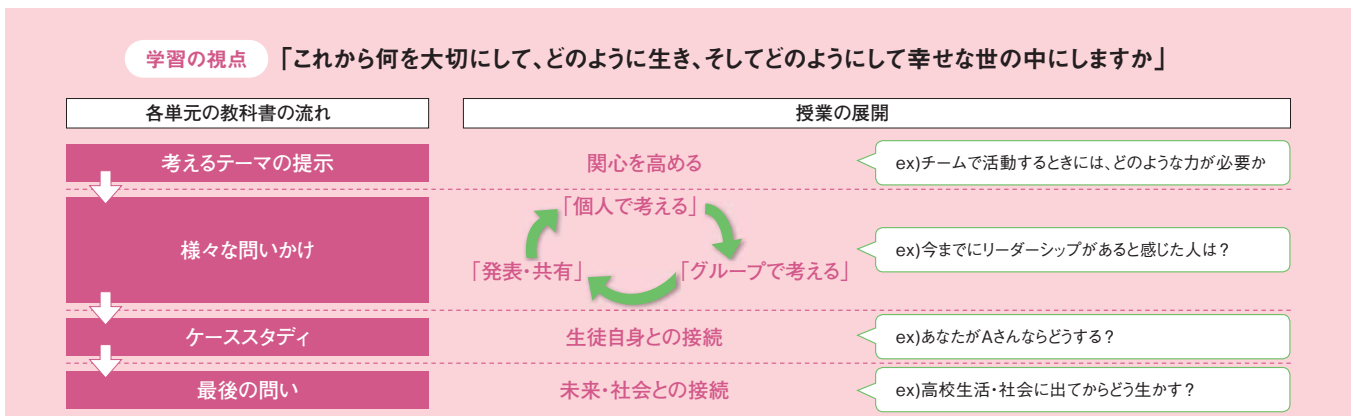 学習の視点 「これから何を大切にして、どのように生き、そしてどのようにして幸せな世の中にしますか」
各単元の教科書の流れ
授業の展開
考えるテーマの提示
関心を高める
ex)チームで活動するときには、どのような力が必要か
様々な問いかけ
「個人で考える」
「グループで考える」
「発表・共有」
ex)今までにリーダーシップがあると感じた人は？
ケーススタディ
生徒自身との接続
ex)あなたがAさんならどうする？
最後の問い
未来・社会との接続
ex)高校生活・社会に出てからどう生かす？